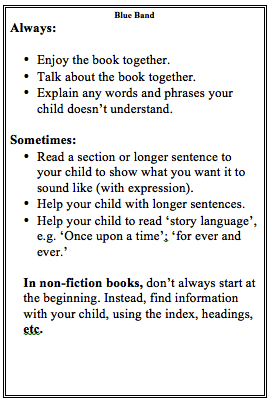 Blue Band
Always:
• Enjoy the book together.
• Talk about the book together.
• Explain any words and phrases your
child doesn’t understand.
Sometimes:
• Read a section or longer sentence to
your child to show what you want it to
sound like (with expression).
• Help your child with longer sentences.
• Help your child to read ‘story language’,
e.g. ‘Once upon a time’; ‘for ever and
ever.’
In non-fiction books, don’t always start at
the beginning. Instead, find information
with your child, using the index, headings,
etc.